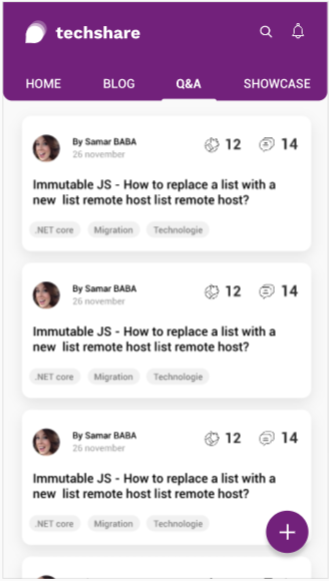 techshare
HOME BLOG Q&A SHOWCASE
By Samar BABA 12 14
26 november
Immutable JS - How to replace a list with a
new list remote host list remote host?
.NET core Migration Technologie
By Samar BABA 12 14
26 november
Immutable JS - How to replace a list with a
new list remote host list remote host?
.NET core Migration Technologie
By Samar BABA 12 14
26 november
Immutable JS - How to replace a list with a
new list remote host list remote host?
.NET core Migration Technologie
+